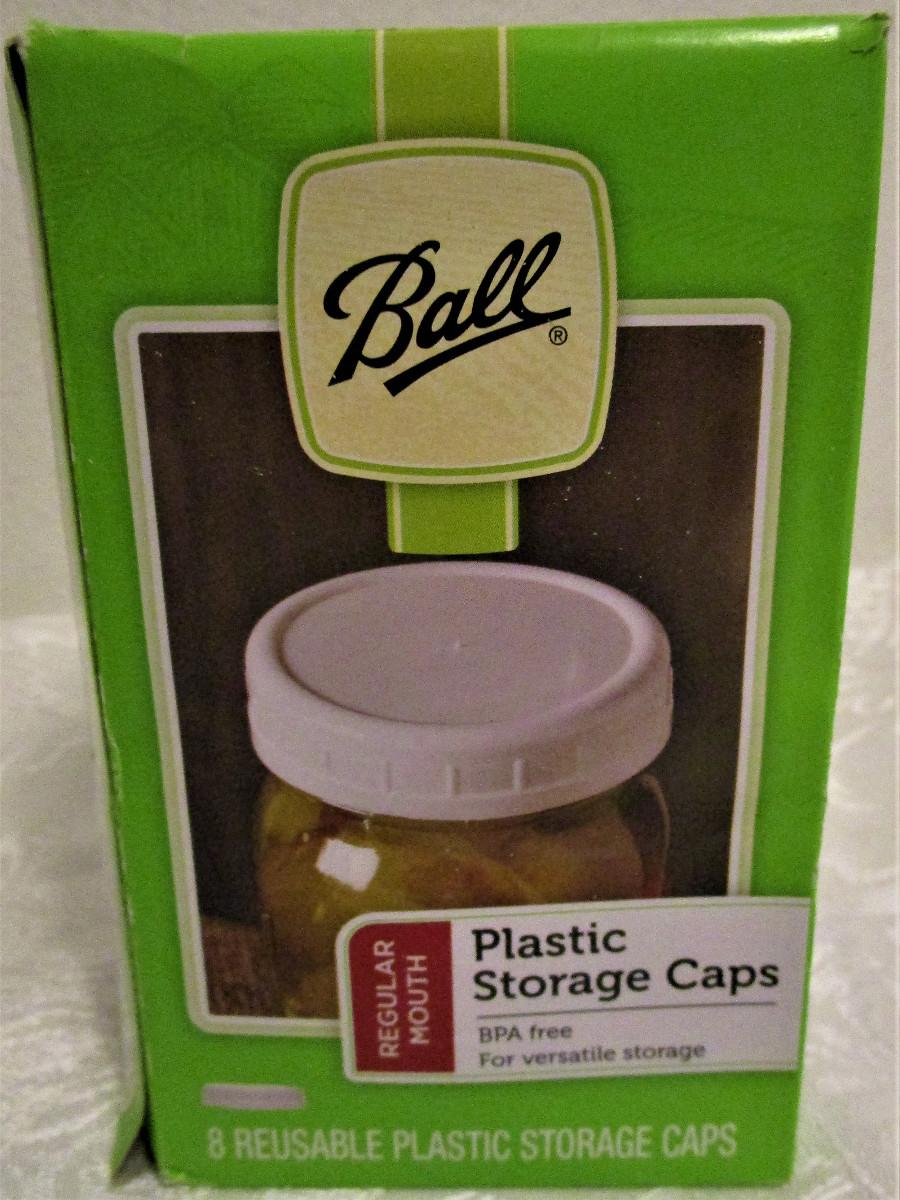 Ball®
REGULAR
MOUTH
Plastic
Storage Caps
BPA free
For versatile storage
8 REUSABLE PLASTIC STORAGE CAPS